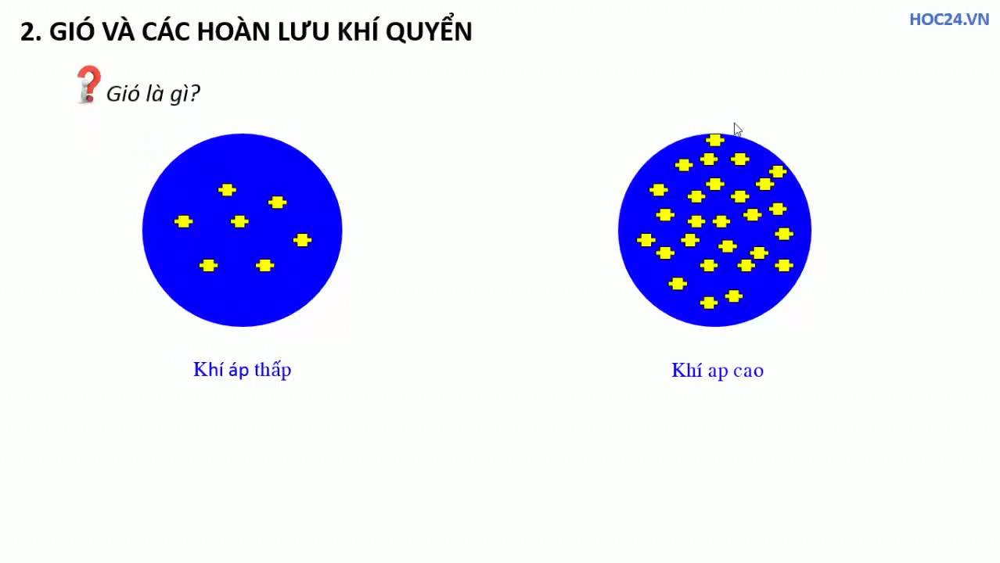 HOC24.VN
2. GIÓ VÀ CÁC HOÀN LƯU KHÍ QUYỂN
Gió là gì?
Khí áp thấp
Khí ap cao